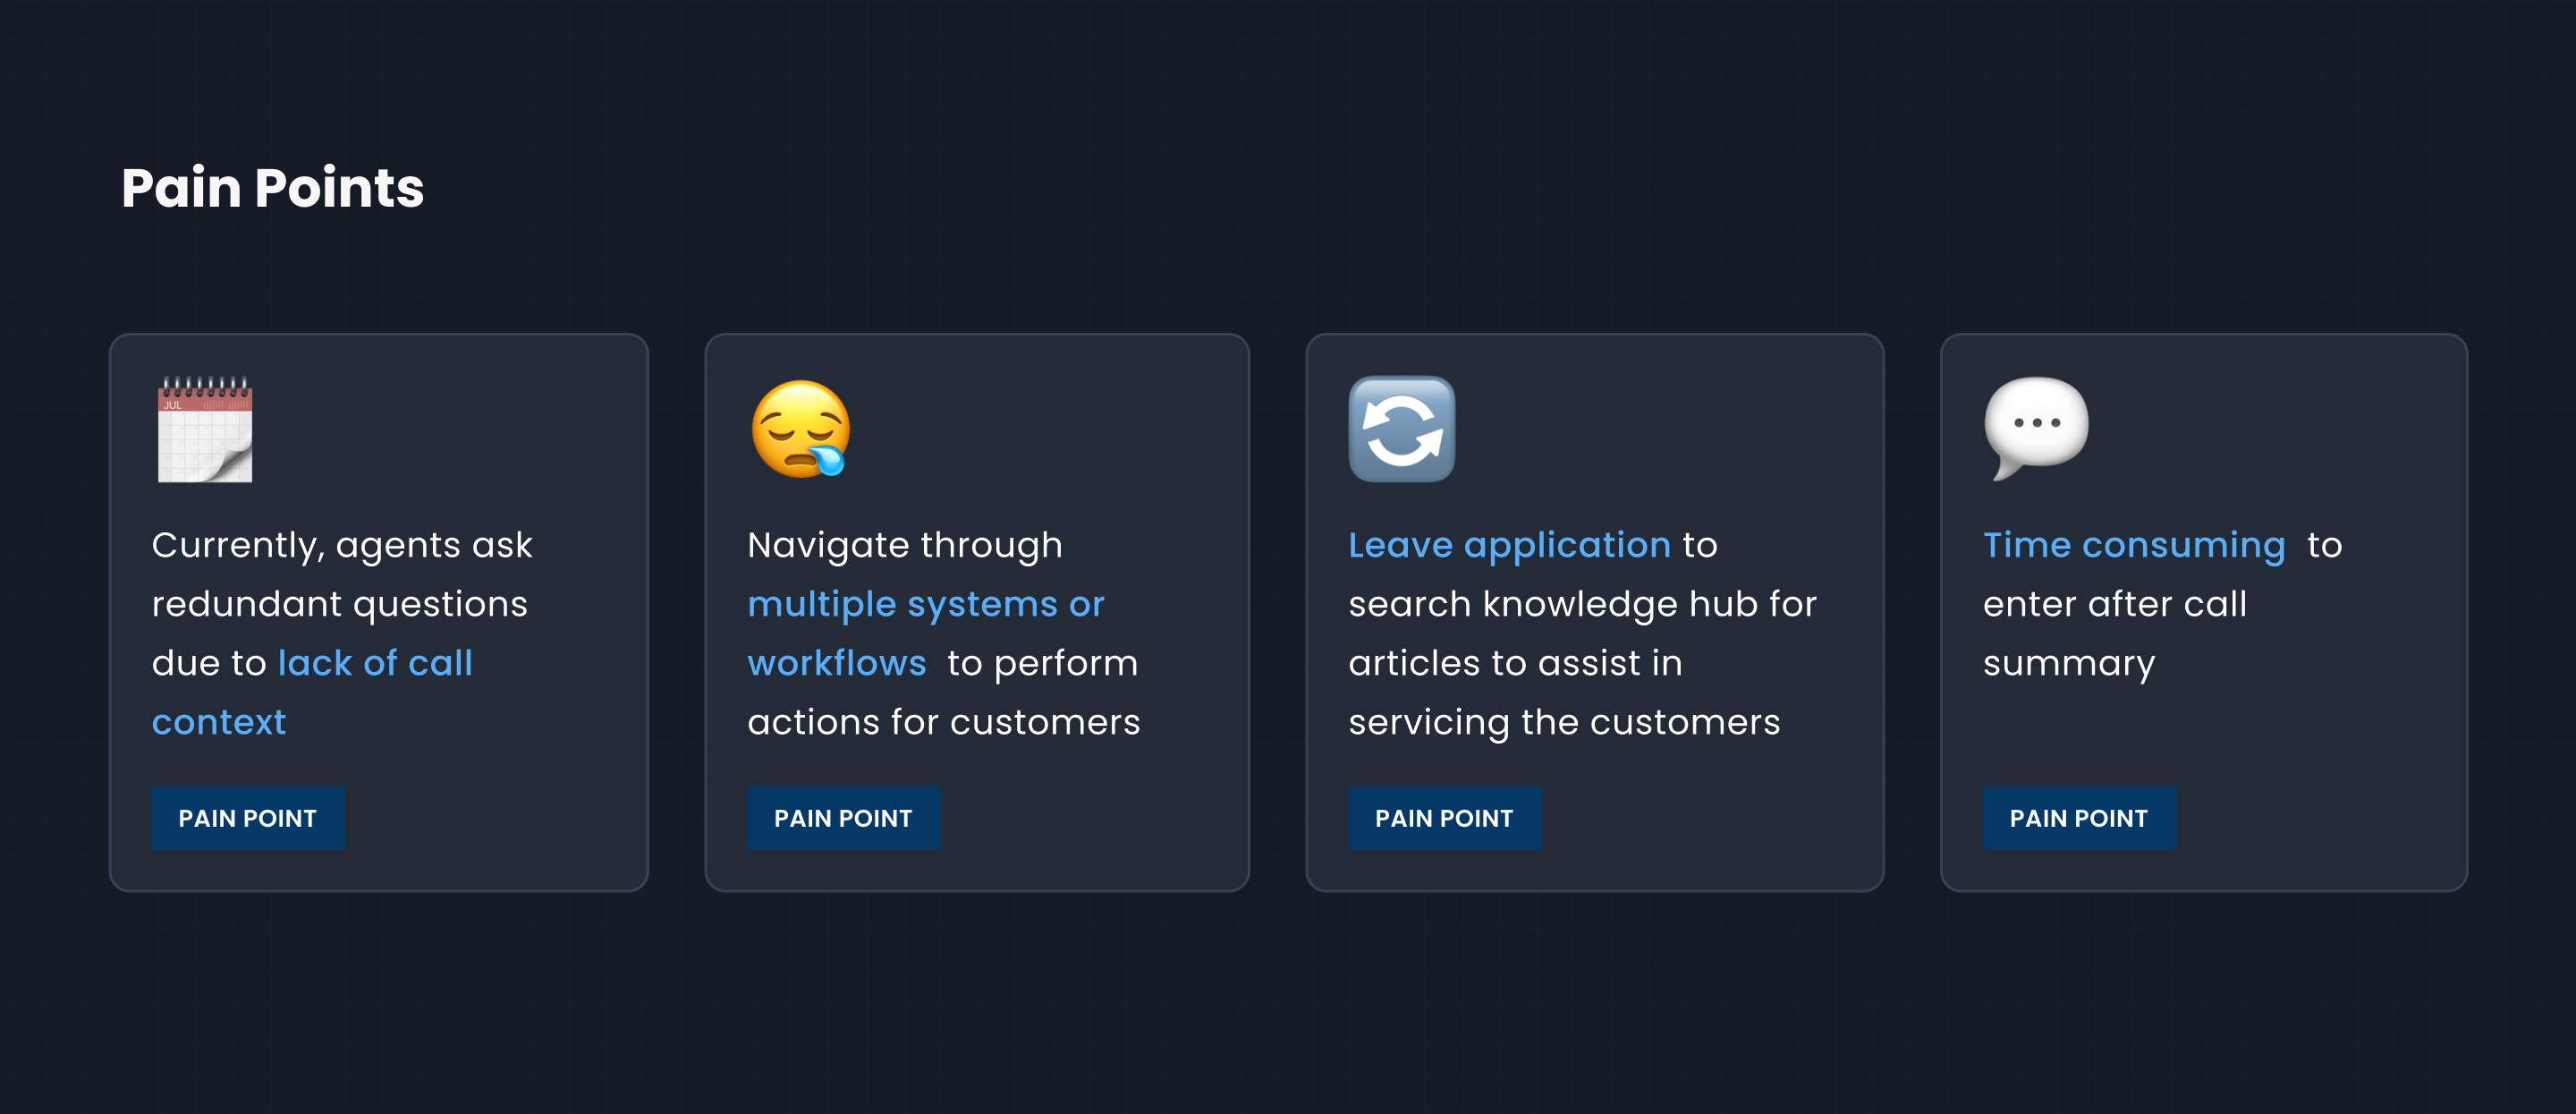 Pain Points
JUL
Currently, agents ask
redundant questions
due to lack of call
context
PAIN POINT
Navigate through
multiple systems or
workflows to perform
actions for customers
PAIN POINT
Leave application to
search knowledge hub for
articles to assist in
servicing the customers
PAIN POINT
Time consuming to
enter after call
summary
PAIN POINT